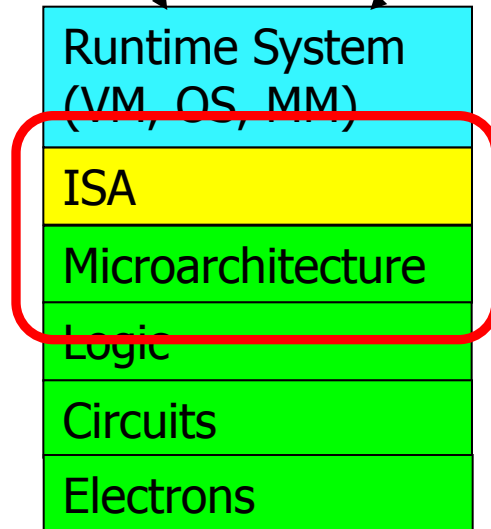 Runtime System
(VM, OS, MM)
ISA
Microarchitecture
Logic
Circuits
Electrons